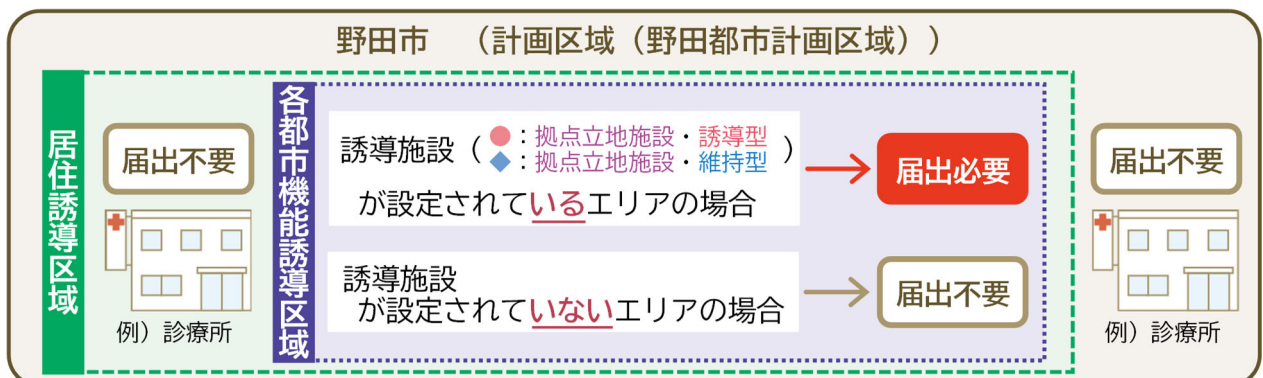 野田市　（計画区域（野田都市計画区域））
居住誘導区域
届出不要
例）診療所
各都市機能誘導区域
誘導施設（●：拠点立地施設・誘導型
◆：拠点立地施設・維持型）
が設定されているエリアの場合
届出必要
誘導施設
が設定されていないエリアの場合
届出不要
届出不要
例）診療所